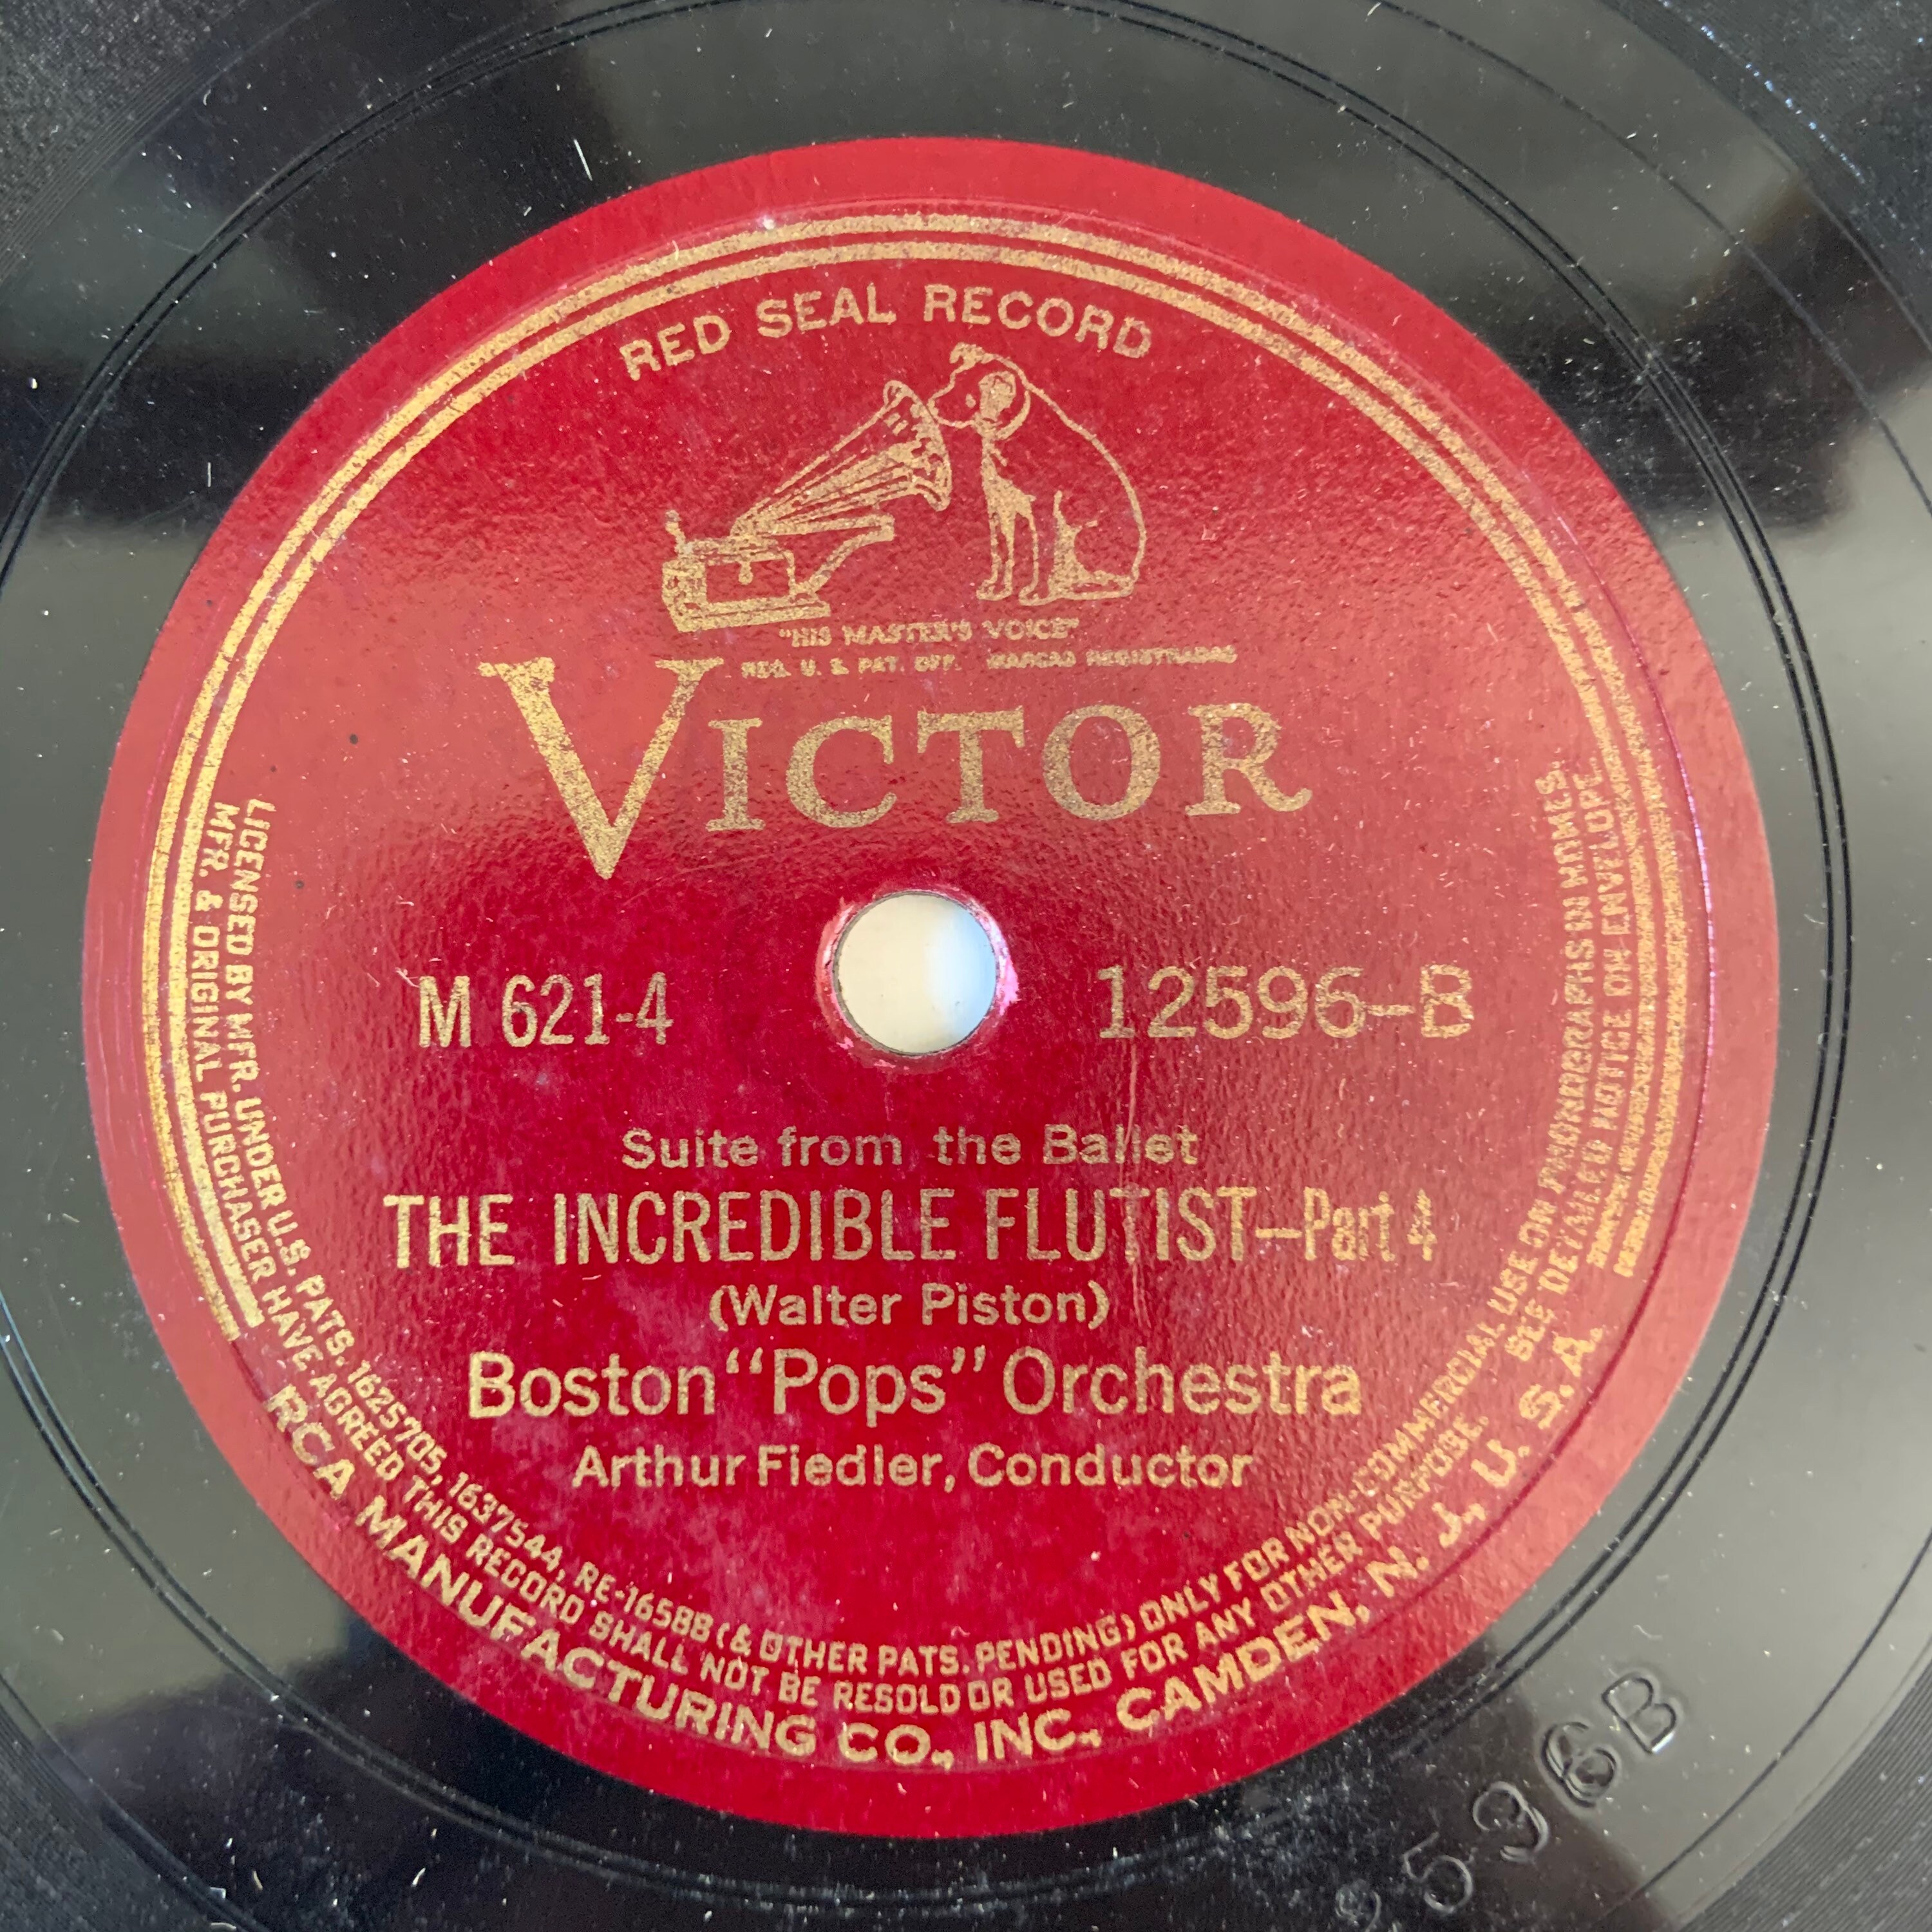 RED SEAL RECORD
"HIS MASTER'S VOICE"
REG. U. S. PAT. OFF. MARCAS REGISTRADAS
VICTOR
M 621-4
12596-B
Suite from the Ballet
THE INCREDIBLE FLUTIST—Part 4
(Walter Piston)
Boston "Pops" Orchestra
Arthur Fiedler, Conductor
LICENSED BY MFR. UNDER U.S. PATS. 1625705, 1637544, RE-16588 (& OTHER PATS. PENDING) ONLY FOR NON-COMMERCIAL USE ON PHONOGRAPHS IN HOMES.
MFR. & ORIGINAL PURCHASER HAVE AGREED THIS RECORD SHALL NOT BE RESOLD OR USED FOR ANY OTHER PURPOSE. SEE DETAILED NOTICE ON ENVELOPE.
RCA MANUFACTURING CO., INC., CAMDEN, N. J., U. S. A.
596B